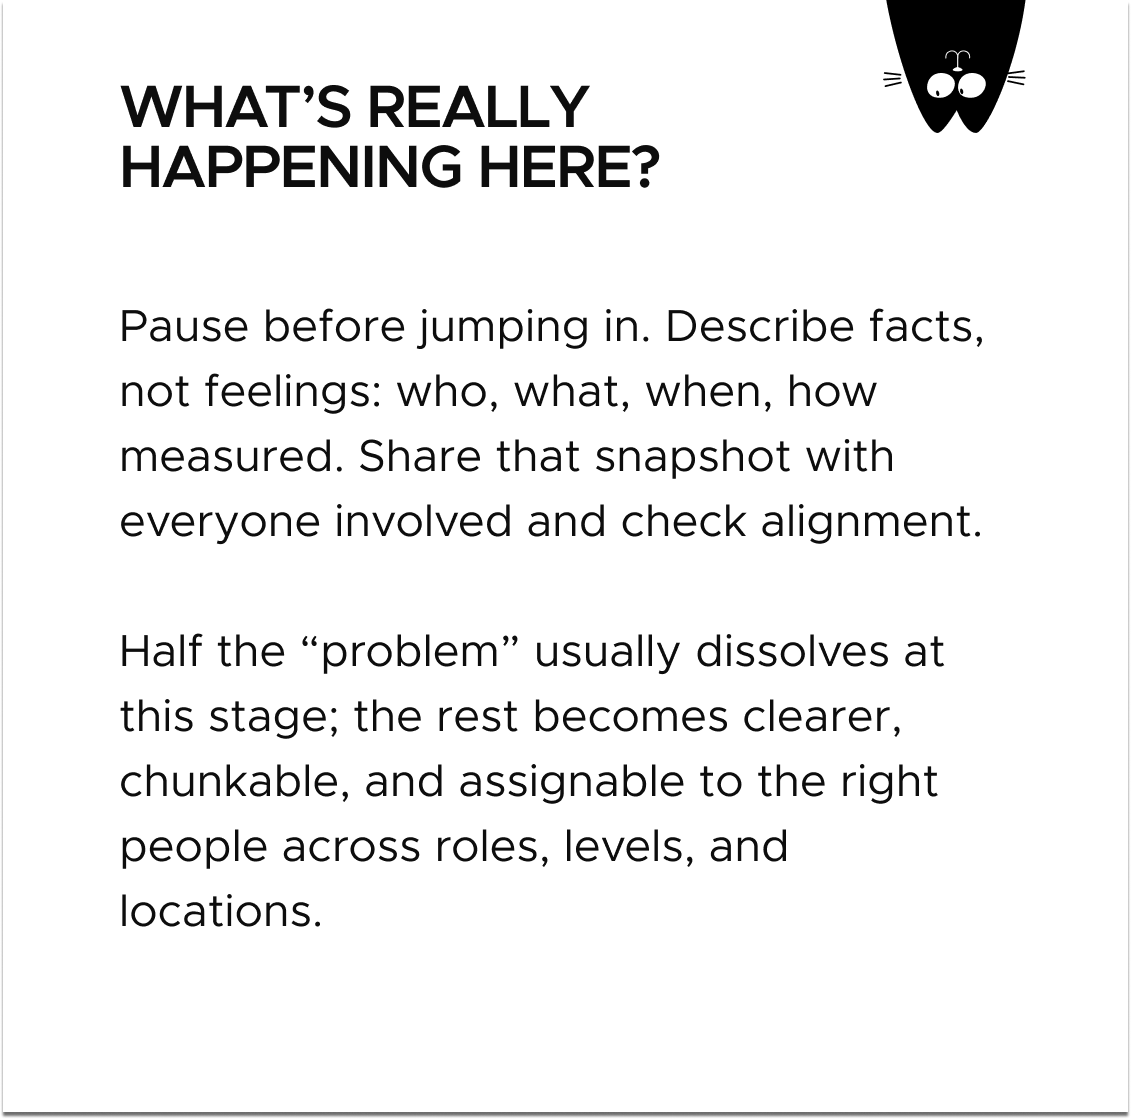 WHAT’S REALLY
HAPPENING HERE?
Pause before jumping in. Describe facts,
not feelings: who, what, when, how
measured. Share that snapshot with
everyone involved and check alignment.
Half the “problem” usually dissolves at
this stage; the rest becomes clearer,
chunkable, and assignable to the right
people across roles, levels, and
locations.